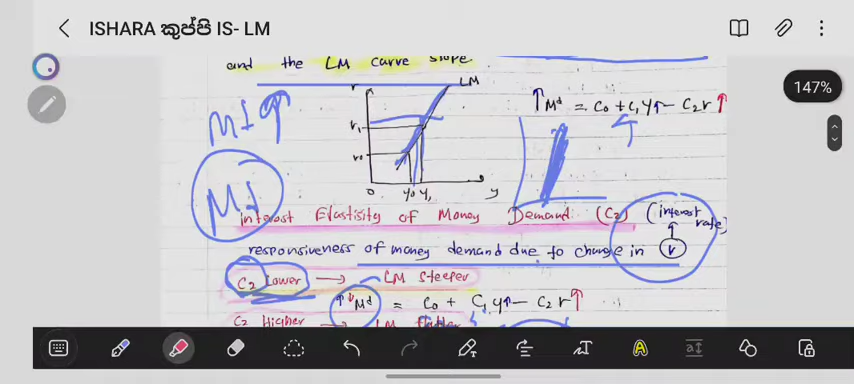 ISHARA කුප්පි IS- LM
147%
and the LM curve slope.
r
LM
↑Md = C0 + C1Y↑ - C2r↑
Md↑
r1
r0
0 Y0 Y1 y
Md
Interest Elasticity of Money Demand (C2) (interest rate)
responsiveness of money demand due to change in r
C2 lower → LM Steeper
↑↓Md = C0 + C1Y↑ - C2r↑
C2 Higher → LM flatter